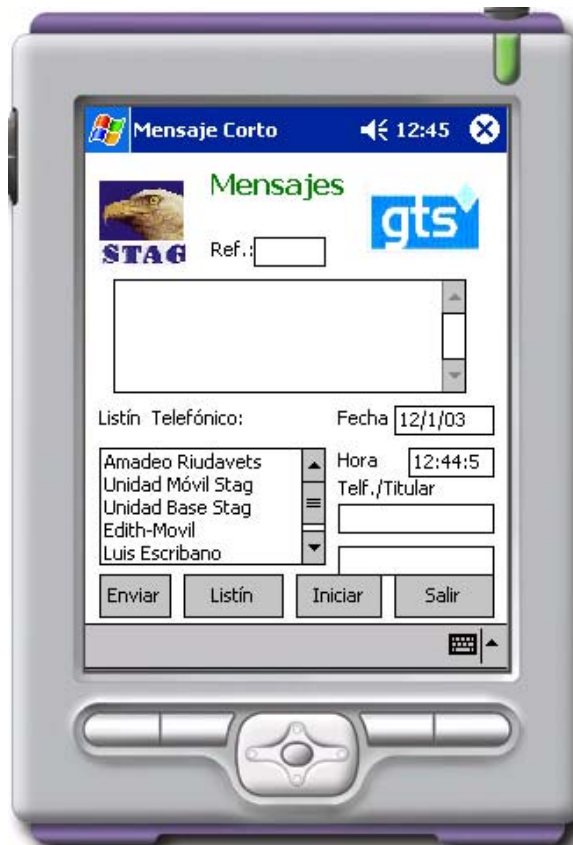 Mensaje Corto 12:45
Mensajes
STAG
gts
Ref.:
Listín Telefónico:
Fecha 12/1/03
Amadeo Riudavets
Unidad Móvil Stag
Unidad Base Stag
Edith-Movil
Luis Escribano
Hora 12:44:5
Telf./Titular
Enviar Listín Iniciar Salir